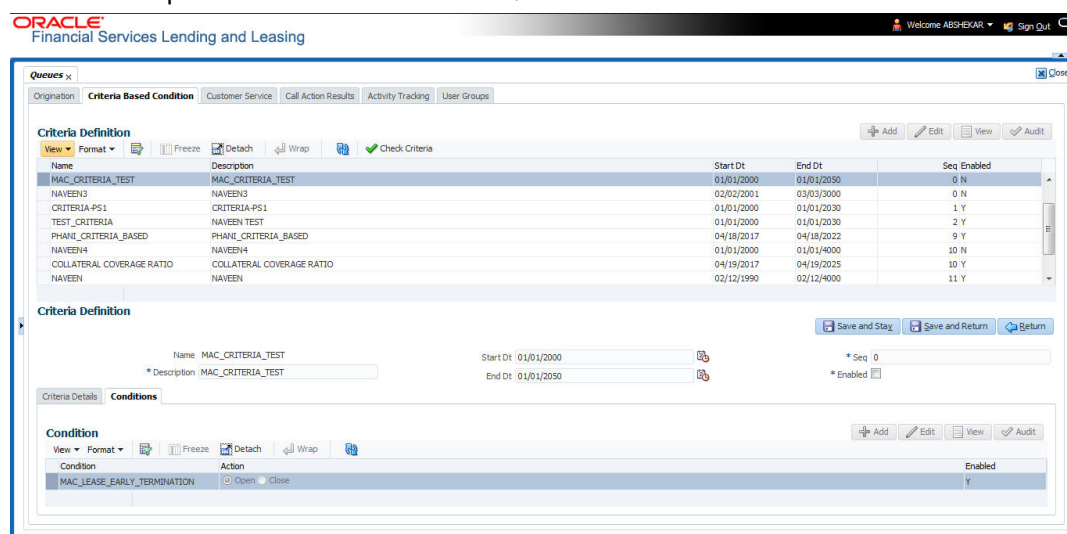 ORACLE
Financial Services Lending and Leasing
Welcome ABSHEKAR Sign Out
Queues x
Close
Origination Criteria Based Condition Customer Service Call Action Results Activity Tracking User Groups
Criteria Definition
Add Edit View Audit
View Format Freeze Detach Wrap Check Criteria
Name Description Start Dt End Dt Seq Enabled
MAC_CRITERIA_TEST MAC_CRITERIA_TEST 01/01/2000 01/01/2050 0 N
NAVEEN3 NAVEEN3 02/02/2001 03/03/3000 0 N
CRITERIA-PS1 CRITERIA-PS1 01/01/2000 01/01/2030 1 Y
TEST_CRITERIA NAVEEN TEST 01/01/2000 01/01/2030 2 Y
PHANI_CRITERIA_BASED PHANI_CRITERIA_BASED 04/18/2017 04/18/2022 9 Y
NAVEEN4 NAVEEN4 01/01/2000 01/01/4000 10 N
COLLATERAL COVERAGE RATIO COLLATERAL COVERAGE RATIO 04/19/2017 04/19/2025 10 Y
NAVEEN NAVEEN 02/12/1990 02/12/4000 11 Y
Criteria Definition
Save and Stay Save and Return Return
Name MAC_CRITERIA_TEST Start Dt 01/01/2000 * Seq 0
* Description MAC_CRITERIA_TEST End Dt 01/01/2050 * Enabled
Criteria Details Conditions
Condition
Add Edit View Audit
View Format Freeze Detach Wrap
Condition Action Enabled
MAC_LEASE_EARLY_TERMINATION Open Close Y